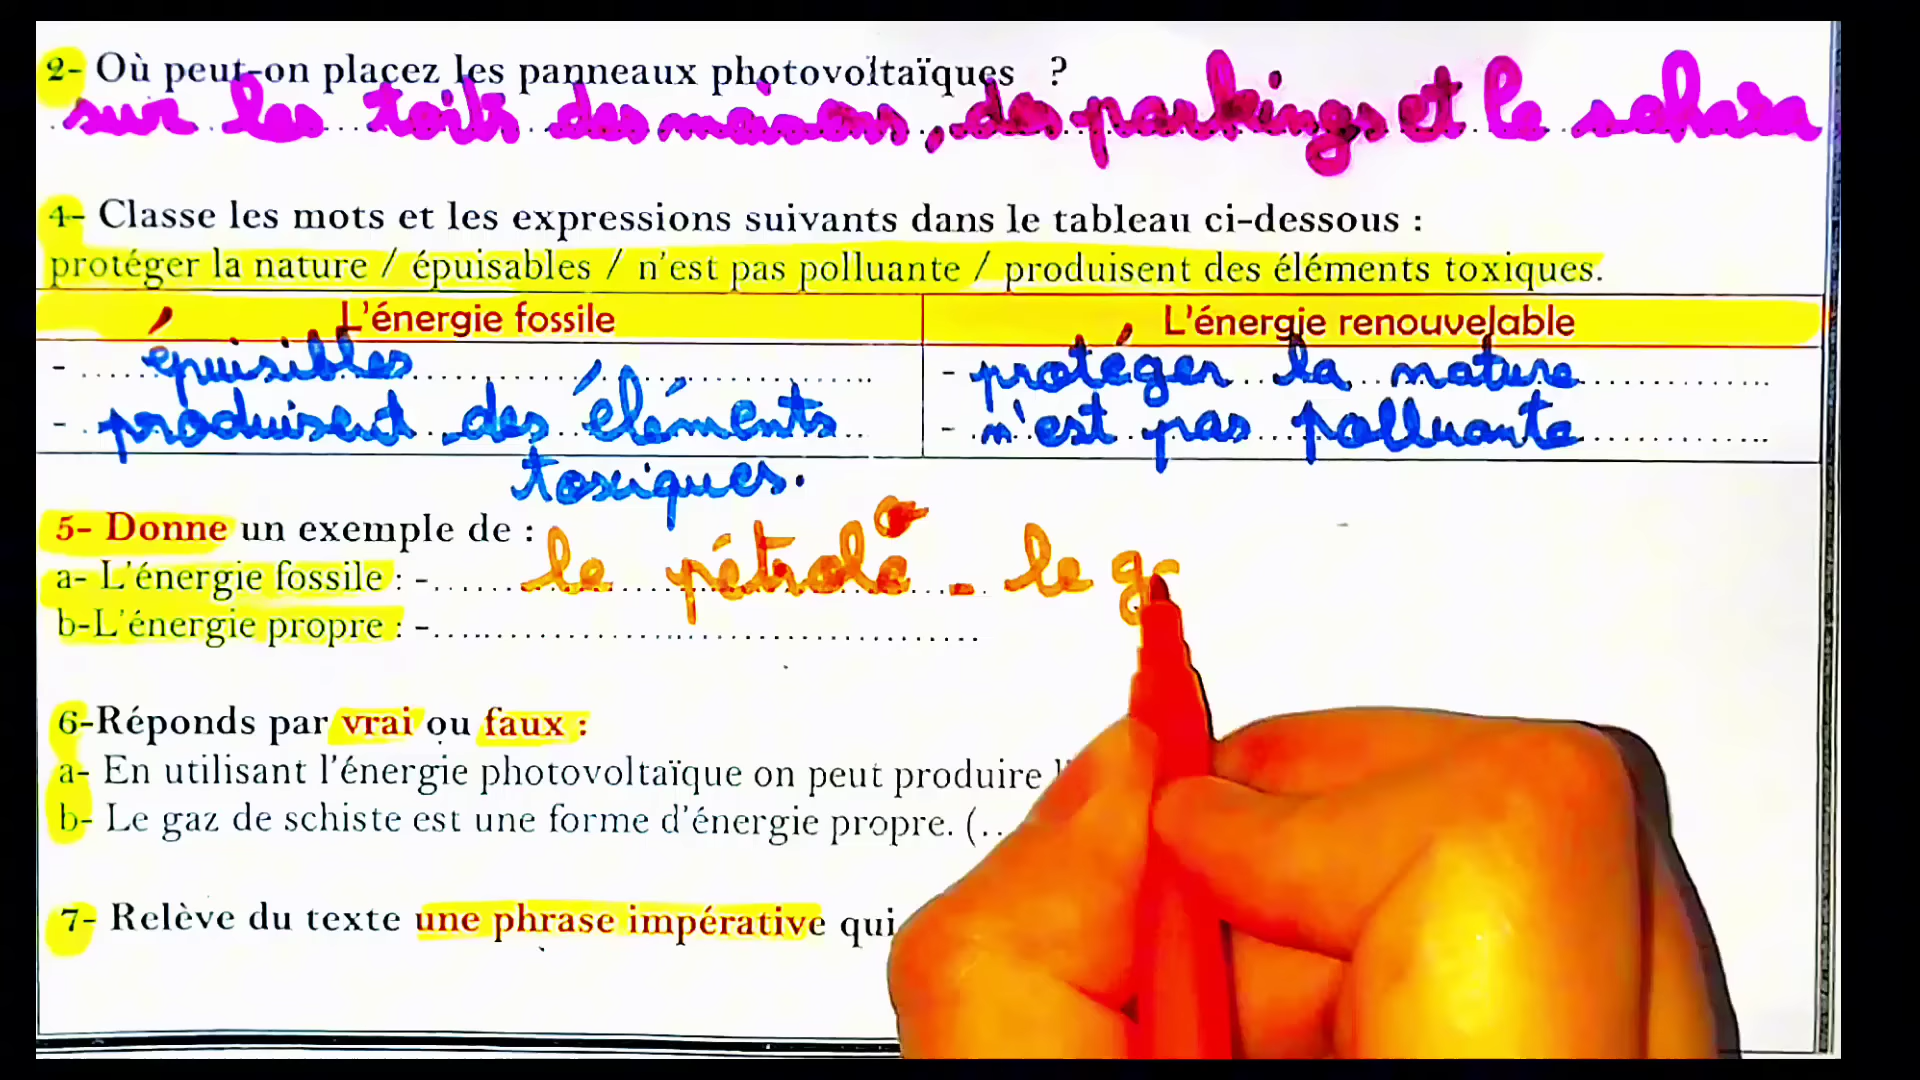 2- Où peut-on placez les panneaux photovoltaïques ?
sur les toits des maisons, des parkings et le sahara
4- Classe les mots et les expressions suivants dans le tableau ci-dessous :
protéger la nature / épuisables / n'est pas polluante / produisent des éléments toxiques.
L'énergie fossile
L'énergie renouvelable
- épuisibles
- protéger la nature
- produisent des éléments
- n'est pas polluante
toxiques.
5- Donne un exemple de :
a- L'énergie fossile : - le pétrole - le
b-L'énergie propre : -
6-Réponds par vrai ou faux :
a- En utilisant l'énergie photovoltaïque on peut produire
b- Le gaz de schiste est une forme d'énergie propre. (..
7- Relève du texte une phrase impérative qui